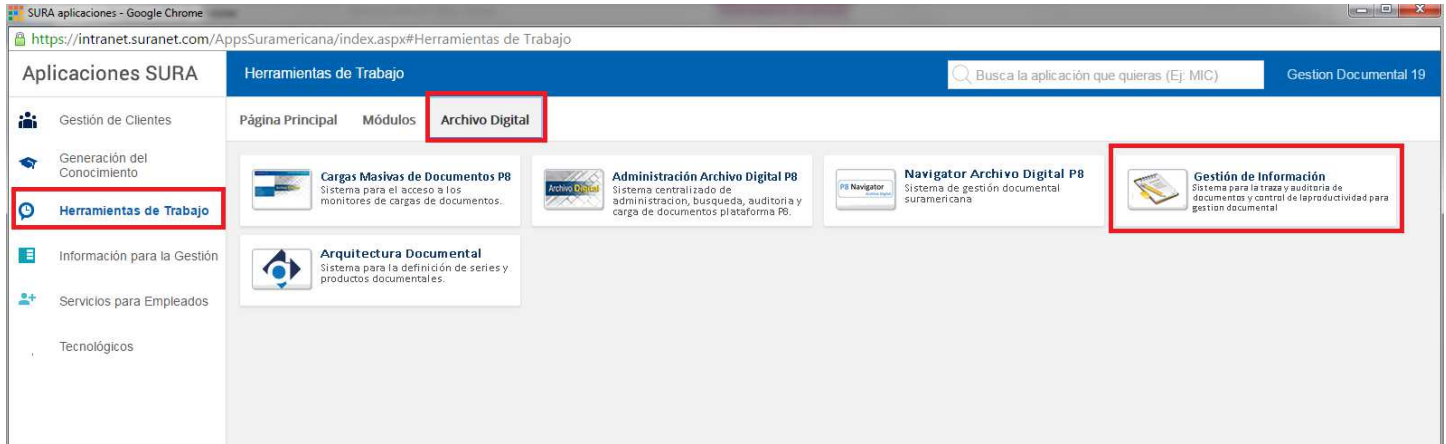 SURA aplicaciones - Google Chrome
https://intranet.suranet.com/AppsSuramericana/index.aspx#Herramientas de Trabajo
Aplicaciones SURA
Herramientas de Trabajo
Busca la aplicación que quieras (Ej: MIC)
Gestion Documental 19
Gestión de Clientes
Generación del
Conocimiento
Herramientas de Trabajo
Información para la Gestión
Servicios para Empleados
Tecnológicos
Página Principal
Módulos
Archivo Digital
Cargas Masivas de Documentos P8
Sistema para el acceso a los
monitores de cargas de documentos.
Archivo Digital
Administración Archivo Digital P8
Sistema centralizado de
administracion, busqueda, auditoria y
carga de documentos plataforma P8.
P8 Navigator
Navigator Archivo Digital P8
Sistema de gestión documental
suramericana
Gestión de Información
Sistema para la traza y auditoria de
documentos y control de laproductividad para
gestion documental
Arquitectura Documental
Sistema para la definición de series y
productos documentales.